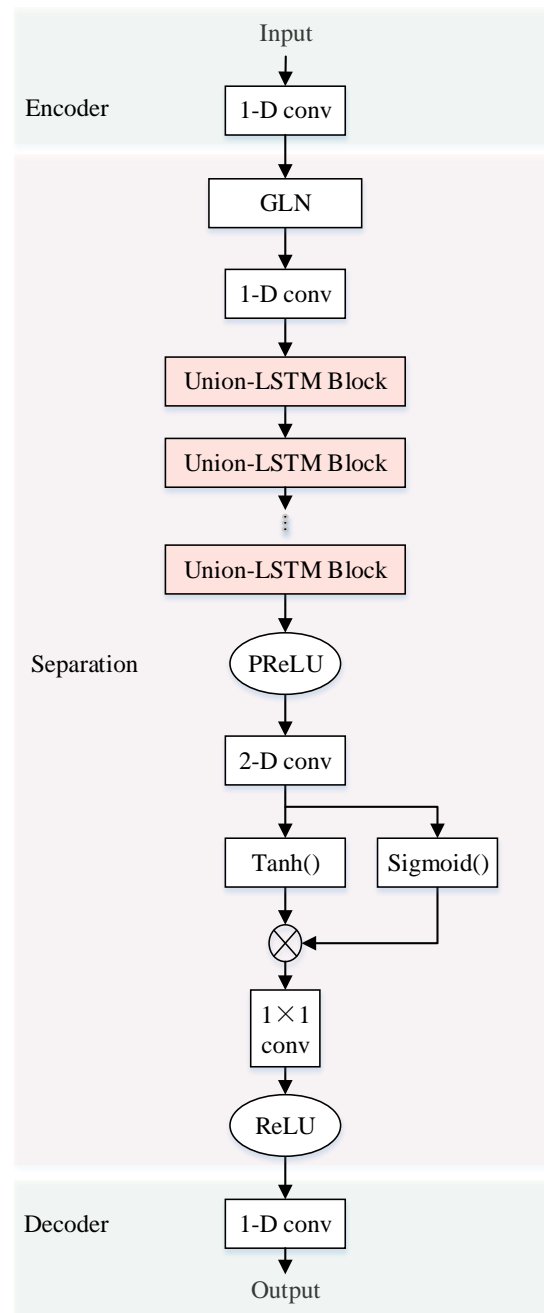 Input
Encoder
1-D conv
GLN
1-D conv
Union-LSTM Block
Union-LSTM Block
Union-LSTM Block
Separation
PReLU
2-D conv
Tanh()
Sigmoid()
1×1
conv
ReLU
Decoder
1-D conv
Output